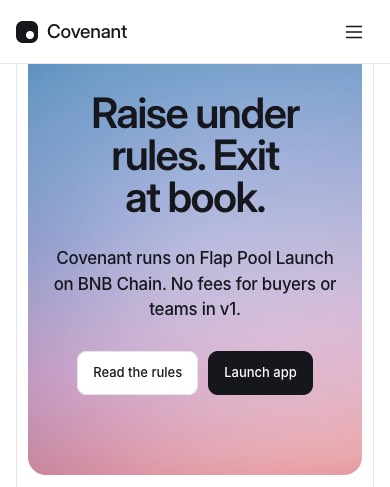 Covenant
Raise under
rules. Exit
at book.
Covenant runs on Flap Pool Launch
on BNB Chain. No fees for buyers or
teams in v1.
Read the rules
Launch app